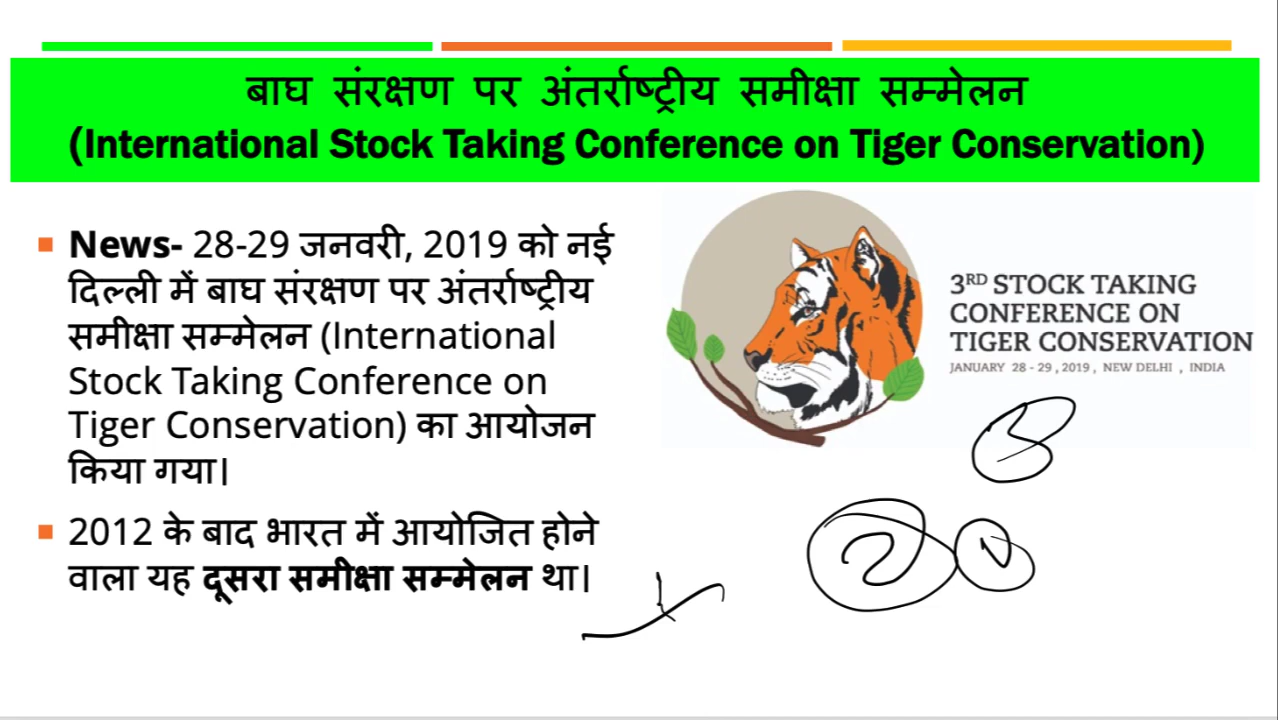 बाघ संरक्षण पर अंतर्राष्ट्रीय समीक्षा सम्मेलन
(International Stock Taking Conference on Tiger Conservation)
News- 28-29 जनवरी, 2019 को नई
दिल्ली में बाघ संरक्षण पर अंतर्राष्ट्रीय
समीक्षा सम्मेलन (International
Stock Taking Conference on
Tiger Conservation) का आयोजन
किया गया।
2012 के बाद भारत में आयोजित होने
वाला यह दूसरा समीक्षा सम्मेलन था।
3RD STOCK TAKING
CONFERENCE ON
TIGER CONSERVATION
JANUARY 28 - 29 , 2019 , NEW DELHI , INDIA
2